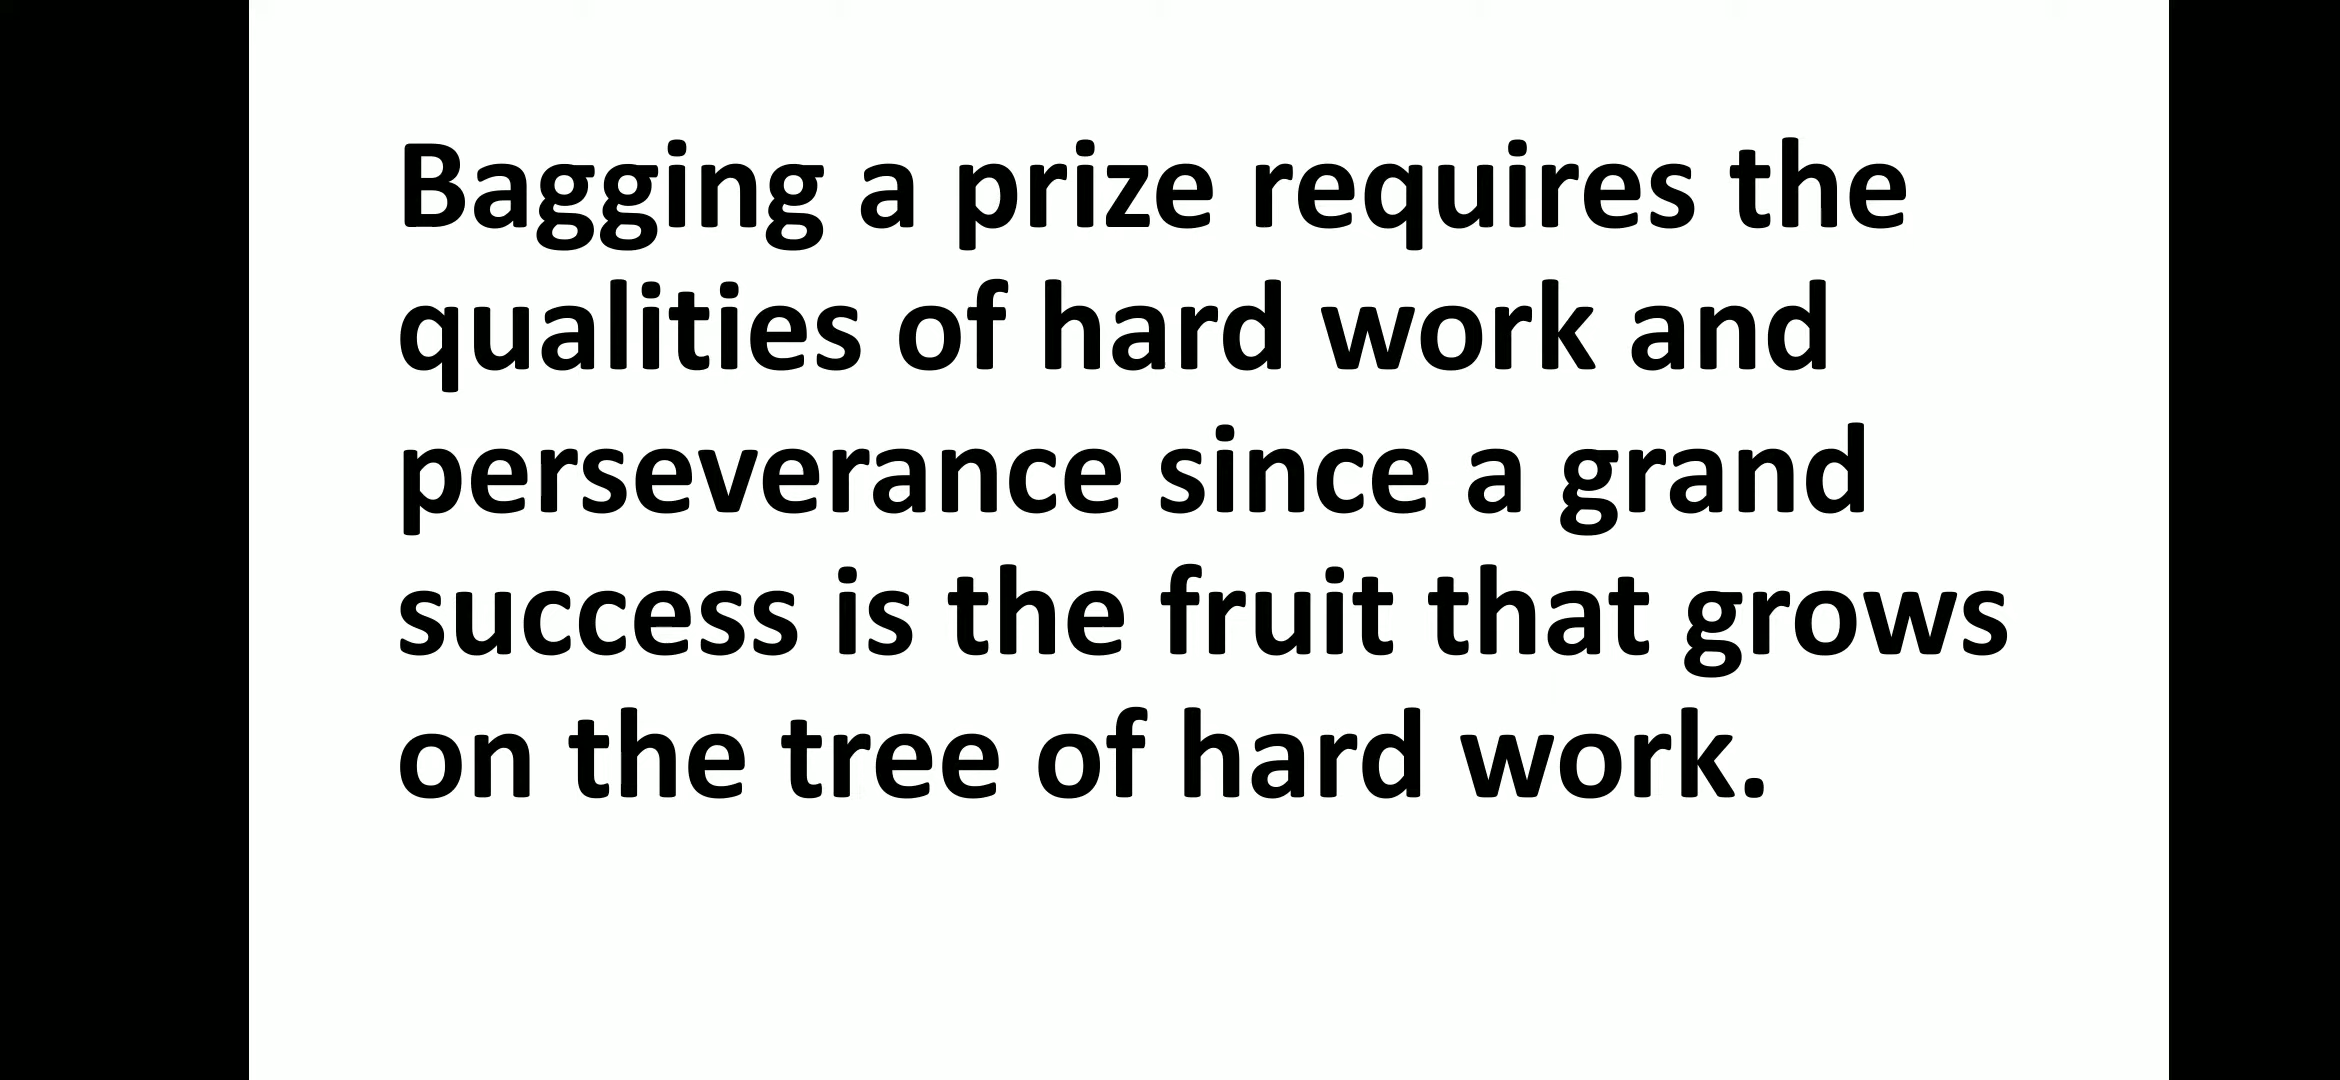 Bagging a prize requires the
qualities of hard work and
perseverance since a grand
success is the fruit that grows
on the tree of hard work.